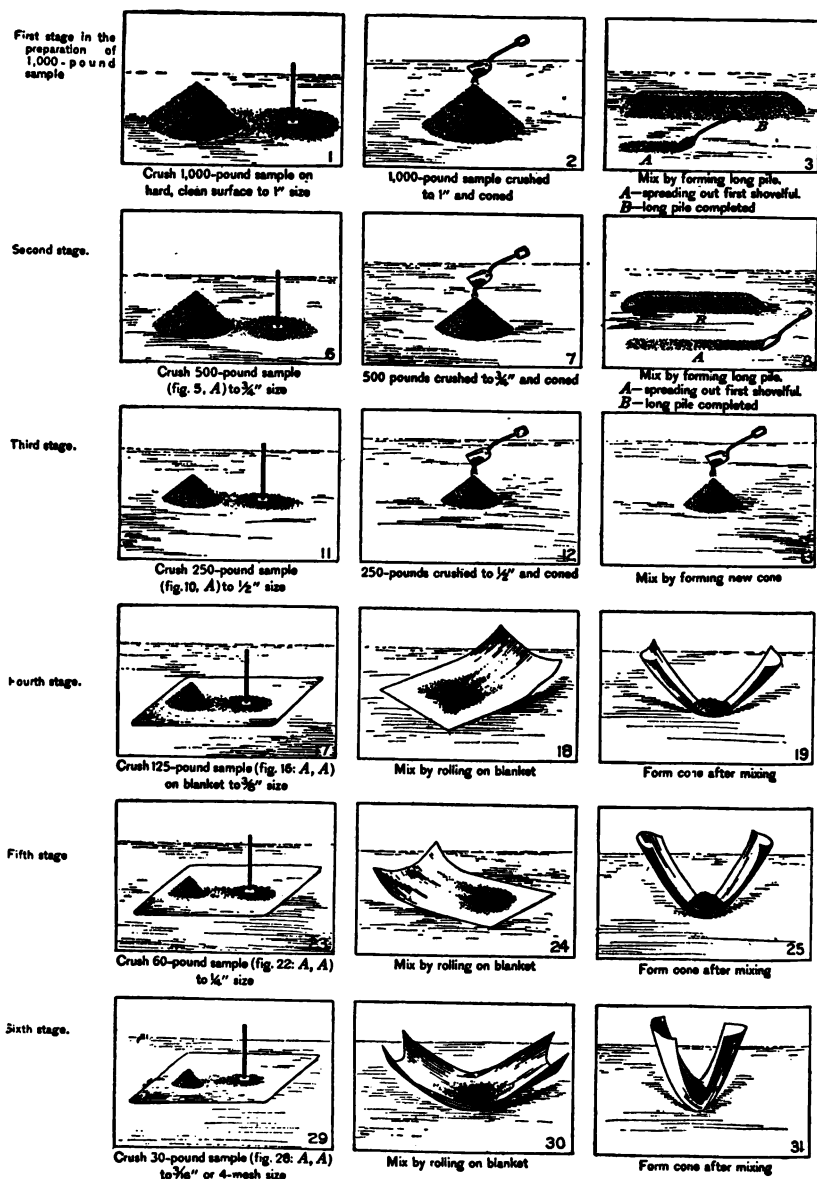 First stage in the
preparation of
1,000-pound
sample
1
Crush 1,000-pound sample on
hard, clean surface to 1" size
2
1,000-pound sample crushed
to 1" and coned
B
A
3
Mix by forming long pile.
A—spreading out first shovelful.
B—long pile completed
Second stage.
6
Crush 500-pound sample
(fig. 5, A) to 3/4" size
7
500 pounds crushed to 3/4" and coned
B
A
8
Mix by forming long pile.
A—spreading out first shovelful.
B—long pile completed
Third stage.
11
Crush 250-pound sample
(fig. 10, A) to 1/2" size
12
250-pounds crushed to 1/2" and coned
13
Mix by forming new cone
Fourth stage.
17
Crush 125-pound sample (fig. 16: A, A)
on blanket to 3/8" size
18
Mix by rolling on blanket
19
Form cone after mixing
Fifth stage
23
Crush 60-pound sample (fig. 22: A, A)
to 1/4" size
24
Mix by rolling on blanket
25
Form cone after mixing
Sixth stage.
29
Crush 30-pound sample (fig. 28: A, A)
to 3/16" or 4-mesh size
30
Mix by rolling on blanket
31
Form cone after mixing